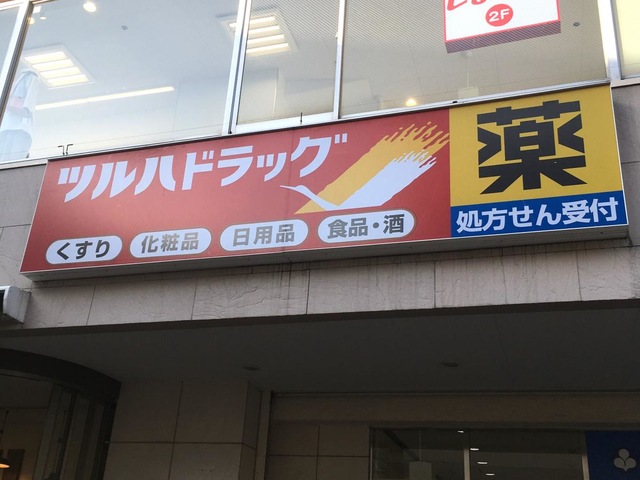 2F
ツルハドラッグ
くすり
化粧品
日用品
食品・酒
薬
処方せん受付